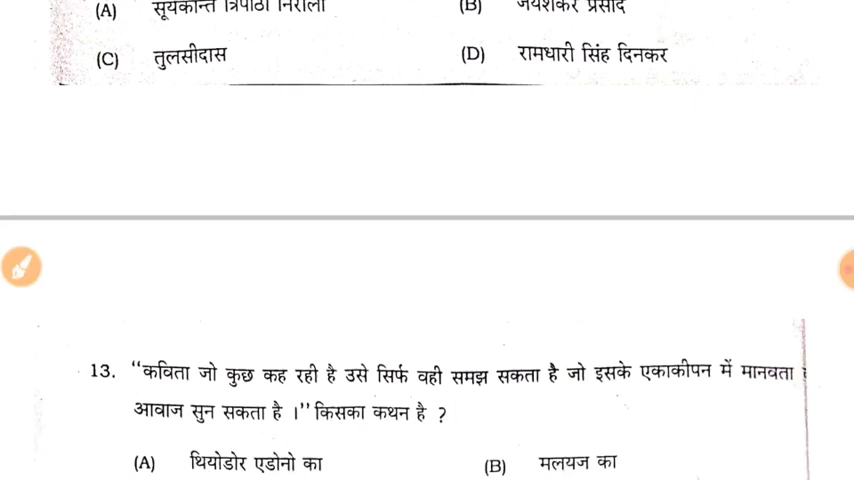 (A) सूर्यकान्त त्रिपाठी निराला (B) जयशंकर प्रसाद
(C) तुलसीदास (D) रामधारी सिंह दिनकर
13. “कविता जो कुछ कह रही है उसे सिर्फ वही समझ सकता है जो इसके एकाकीपन में मानवता
आवाज सुन सकता है ।” किसका कथन है ?
(A) थियोडोर एडोनो का (B) मलयज का